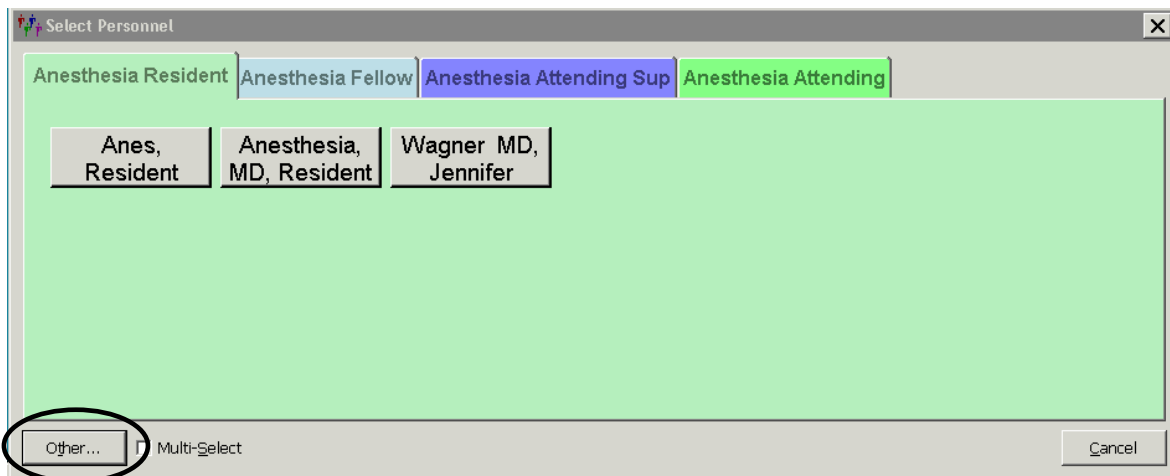 Select Personnel
Anesthesia Resident Anesthesia Fellow Anesthesia Attending Sup Anesthesia Attending
Anes, Resident
Anesthesia, MD, Resident
Wagner MD, Jennifer
Other... Multi-Select Cancel